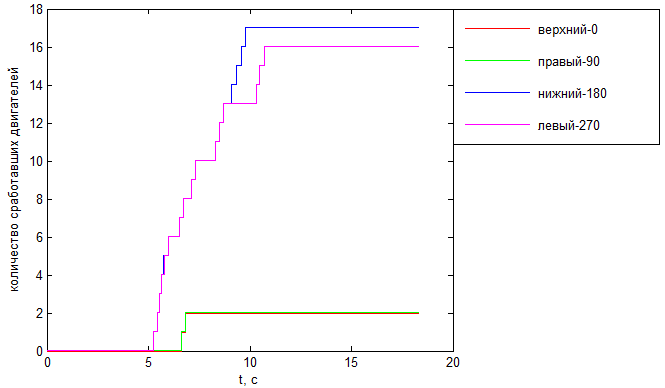 18
16
14
12
10
8
6
4
2
0
количество сработавших двигателей
0 5 10 15 20
t, c
верхний-0
правый-90
нижний-180
левый-270